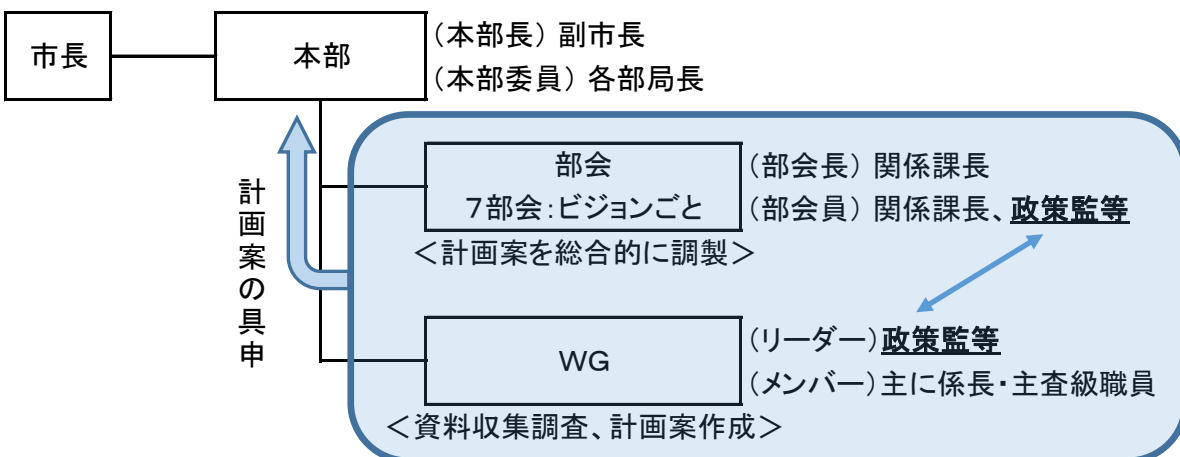 市長
本部
(本部長) 副市長
(本部委員) 各部局長
計画案の具申
部会
7部会：ビジョンごと
(部会長) 関係課長
(部会員) 関係課長、政策監等
＜計画案を総合的に調製＞
WG
(リーダー)政策監等
(メンバー)主に係長・主査級職員
＜資料収集調査、計画案作成＞